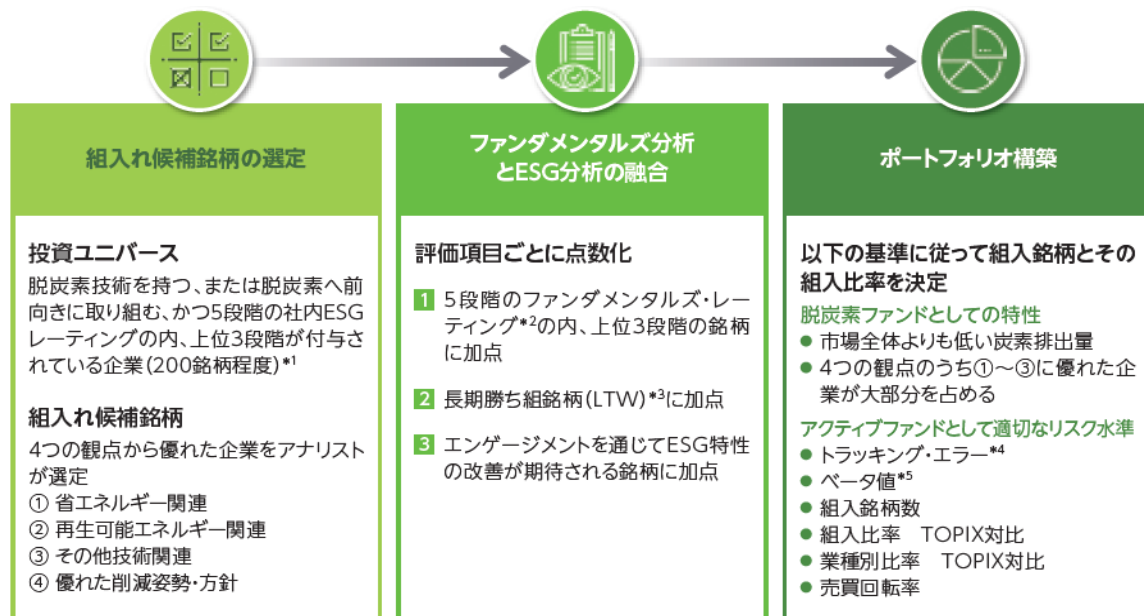 組入れ候補銘柄の選定
投資ユニバース
脱炭素技術を持つ、または脱炭素へ前
向きに取り組む、かつ5段階の社内ESG
レーティングの内、上位3段階が付与さ
れている企業(200銘柄程度)*1
組入れ候補銘柄
4つの観点から優れた企業をアナリスト
が選定
① 省エネルギー関連
② 再生可能エネルギー関連
③ その他技術関連
④ 優れた削減姿勢・方針
ファンダメンタルズ分析
とESG分析の融合
評価項目ごとに点数化
1 5段階のファンダメンタルズ・レー
ティング*2の内、上位3段階の銘柄
に加点
2 長期勝ち組銘柄(LTW)*3に加点
3 エンゲージメントを通じてESG特性
の改善が期待される銘柄に加点
ポートフォリオ構築
以下の基準に従って組入銘柄とその
組入比率を決定
脱炭素ファンドとしての特性
● 市場全体よりも低い炭素排出量
● 4つの観点のうち①～③に優れた企
業が大部分を占める
アクティブファンドとして適切なリスク水準
● トラッキング・エラー*4
● ベータ値*5
● 組入銘柄数
● 組入比率 TOPIX対比
● 業種別比率 TOPIX対比
● 売買回転率